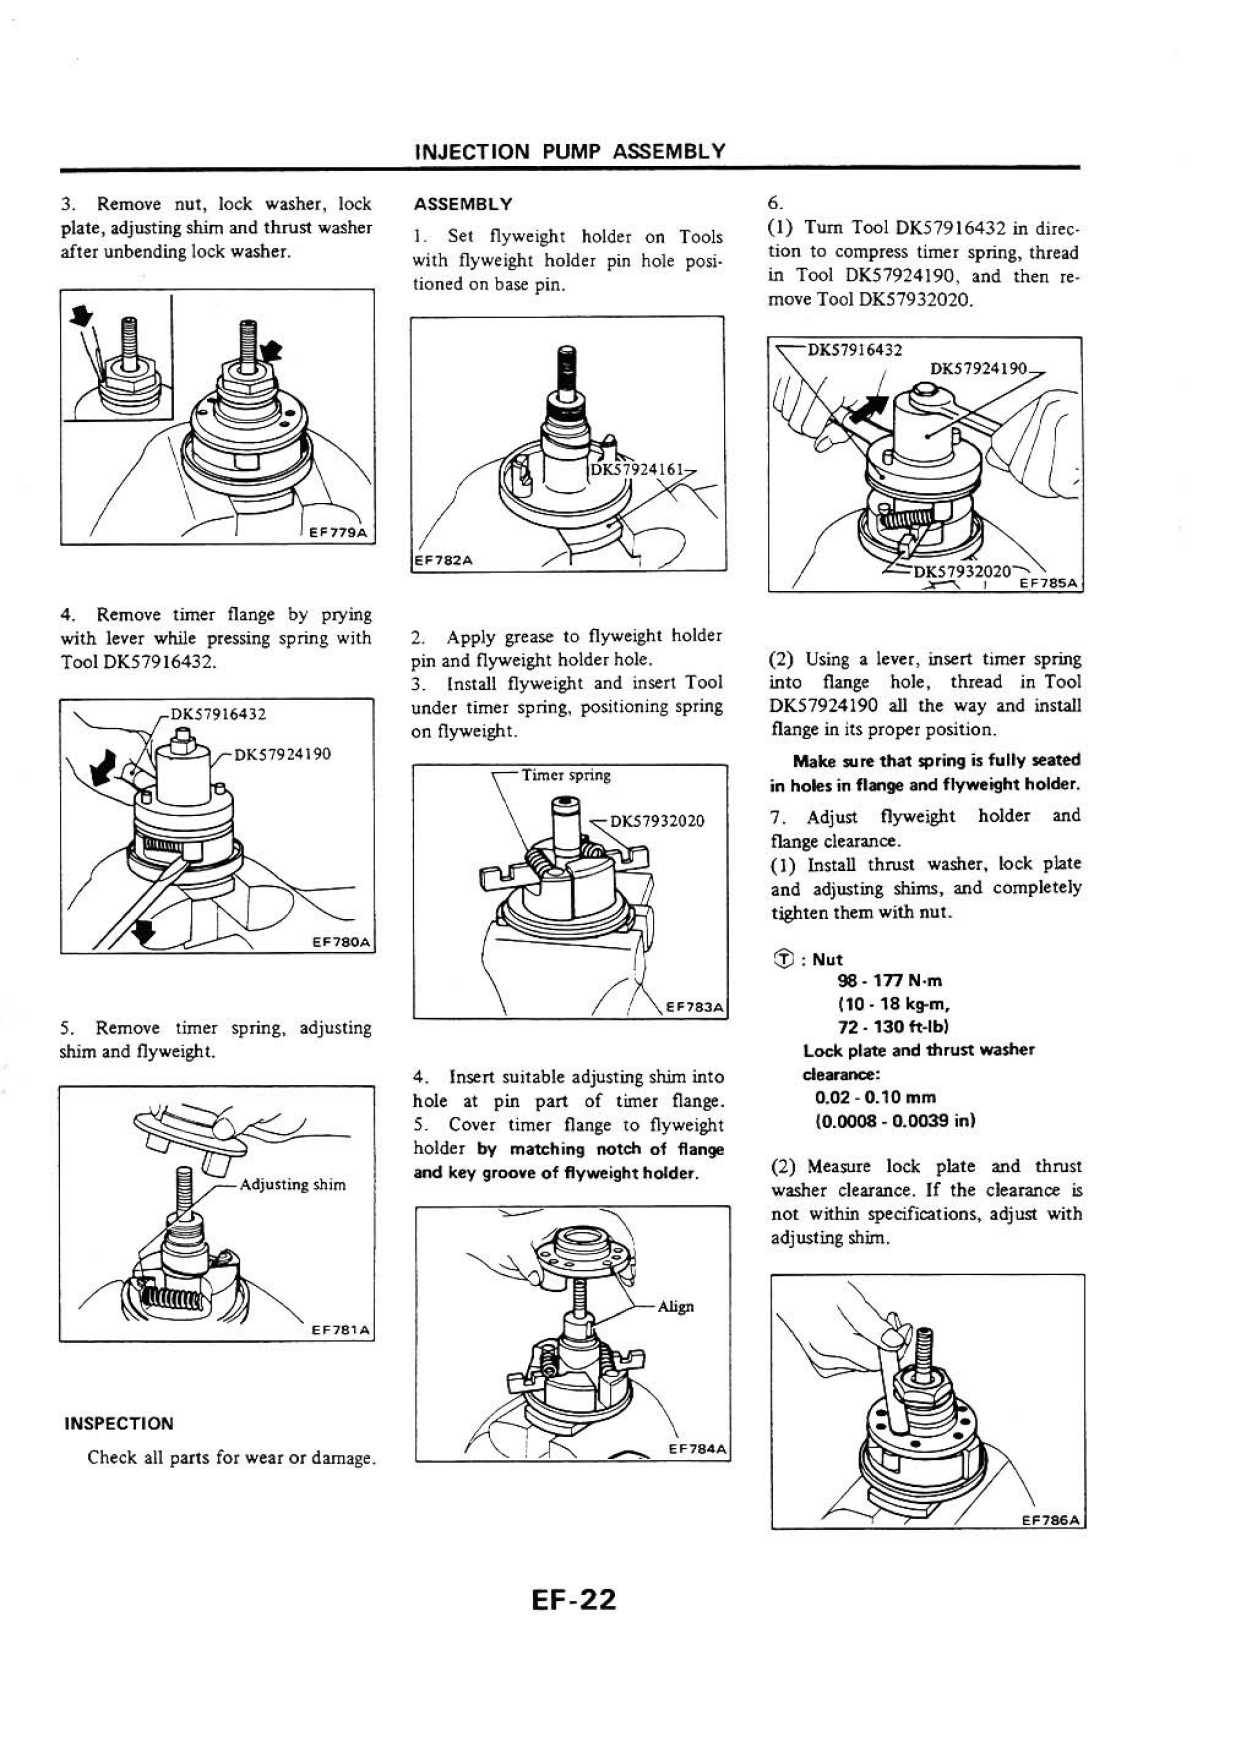 INJECTION PUMP ASSEMBLY
3. Remove nut, lock washer, lock
plate, adjusting shim and thrust washer
after unbending lock washer.
EF779A
4. Remove timer flange by prying
with lever while pressing spring with
Tool DK57916432.
DK57916432
DK57924190
EF780A
5. Remove timer spring, adjusting
shim and flyweight.
Adjusting shim
EF781A
INSPECTION
Check all parts for wear or damage.
ASSEMBLY
1. Set flyweight holder on Tools
with flyweight holder pin hole posi-
tioned on base pin.
DK57924161
EF782A
2. Apply grease to flyweight holder
pin and flyweight holder hole.
3. Install flyweight and insert Tool
under timer spring, positioning spring
on flyweight.
Timer spring
DK57932020
EF783A
4. Insert suitable adjusting shim into
hole at pin part of timer flange.
5. Cover timer flange to flyweight
holder by matching notch of flange
and key groove of flyweight holder.
Align
EF784A
6.
(1) Turn Tool DK57916432 in direc-
tion to compress timer spring, thread
in Tool DK57924190, and then re-
move Tool DK57932020.
DK57916432
DK57924190
DK57932020
EF785A
(2) Using a lever, insert timer spring
into flange hole, thread in Tool
DK57924190 all the way and install
flange in its proper position.
Make sure that spring is fully seated
in holes in flange and flyweight holder.
7. Adjust flyweight holder and
flange clearance.
(1) Install thrust washer, lock plate
and adjusting shims, and completely
tighten them with nut.
Ⓣ : Nut
98 - 177 N·m
(10 - 18 kg-m,
72 - 130 ft-lb)
Lock plate and thrust washer
clearance:
0.02 - 0.10 mm
(0.0008 - 0.0039 in)
(2) Measure lock plate and thrust
washer clearance. If the clearance is
not within specifications, adjust with
adjusting shim.
EF786A
EF-22